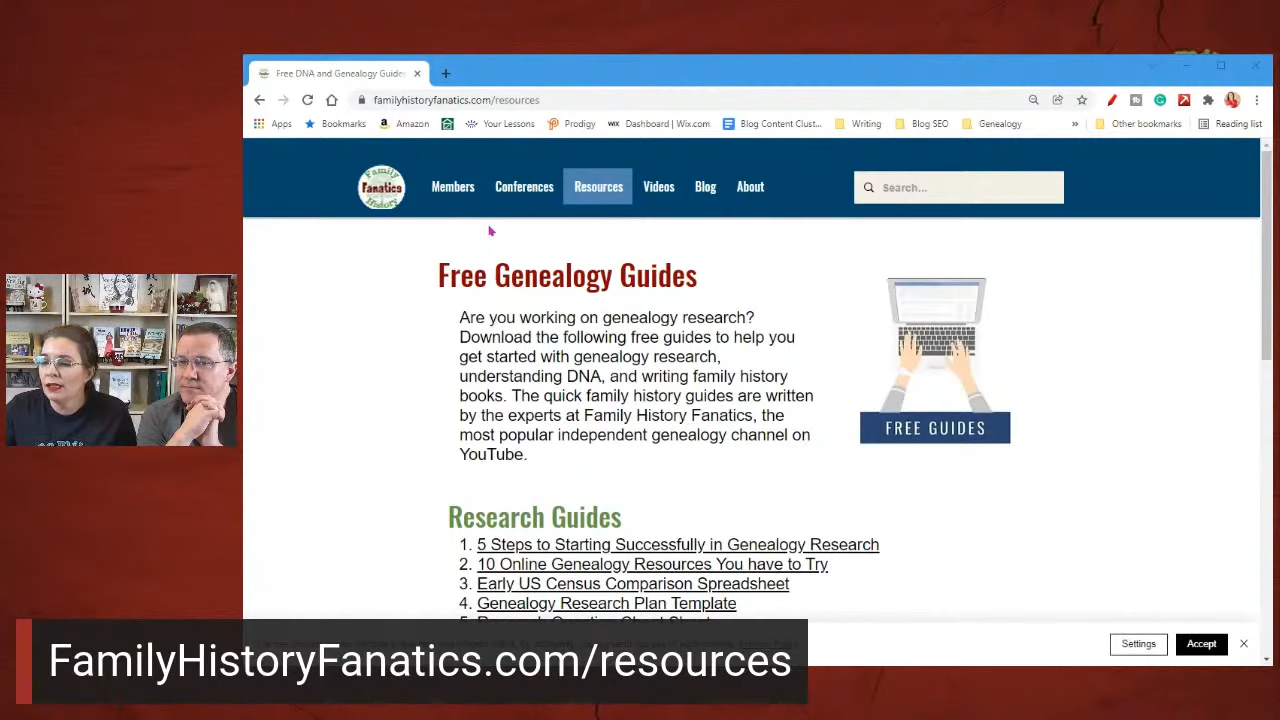 Free DNA and Genealogy Guides
familyhistoryfanatics.com/resources
Apps Bookmarks Amazon Your Lessons Prodigy WIX Dashboard | Wix.com Blog Content Clust... Writing Blog SEO Genealogy » Other bookmarks Reading list
Family
Fanatics
History
Members Conferences Resources Videos Blog About Search...
Free Genealogy Guides
Are you working on genealogy research?
Download the following free guides to help you
get started with genealogy research,
understanding DNA, and writing family history
books. The quick family history guides are written
by the experts at Family History Fanatics, the
most popular independent genealogy channel on
YouTube.
FREE GUIDES
Research Guides
1. 5 Steps to Starting Successfully in Genealogy Research
2. 10 Online Genealogy Resources You have to Try
3. Early US Census Comparison Spreadsheet
4. Genealogy Research Plan Template
Settings Accept
FamilyHistoryFanatics.com/resources